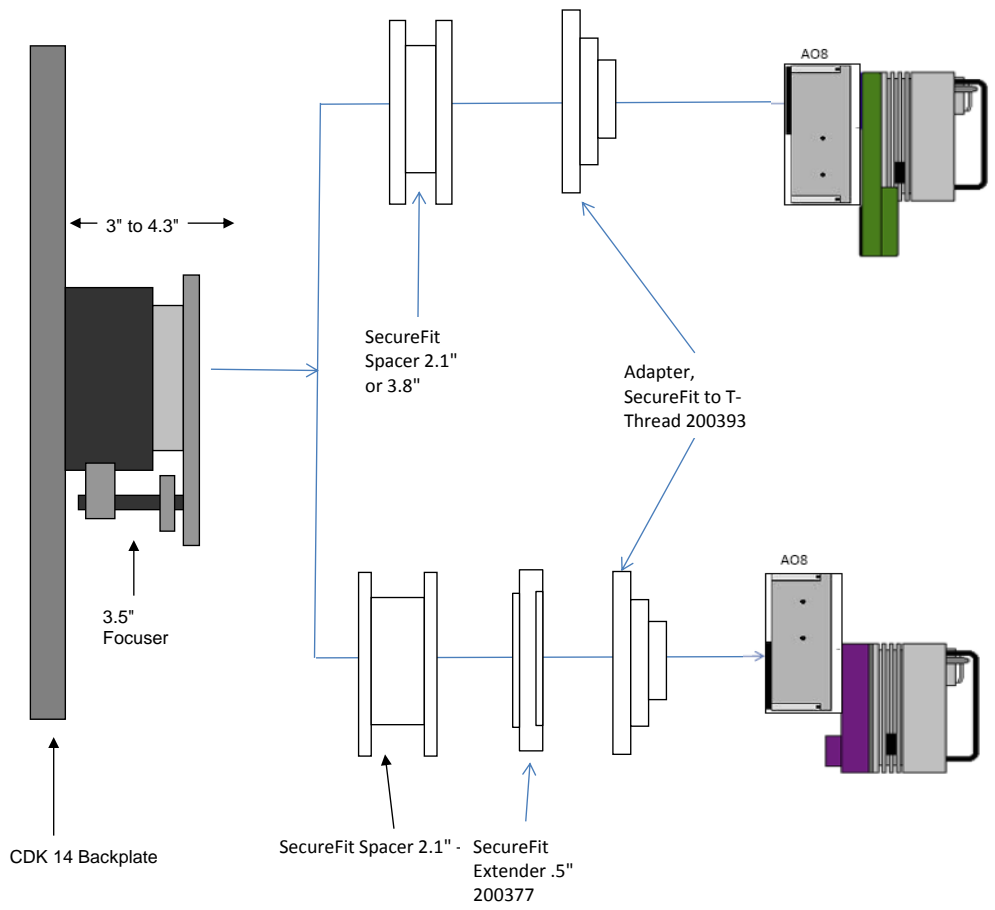 AO8
3" to 4.3"
SecureFit
Spacer 2.1"
or 3.8"
Adapter,
SecureFit to T-
Thread 200393
AO8
3.5"
Focuser
CDK 14 Backplate
SecureFit Spacer 2.1" -
SecureFit
Extender .5"
200377